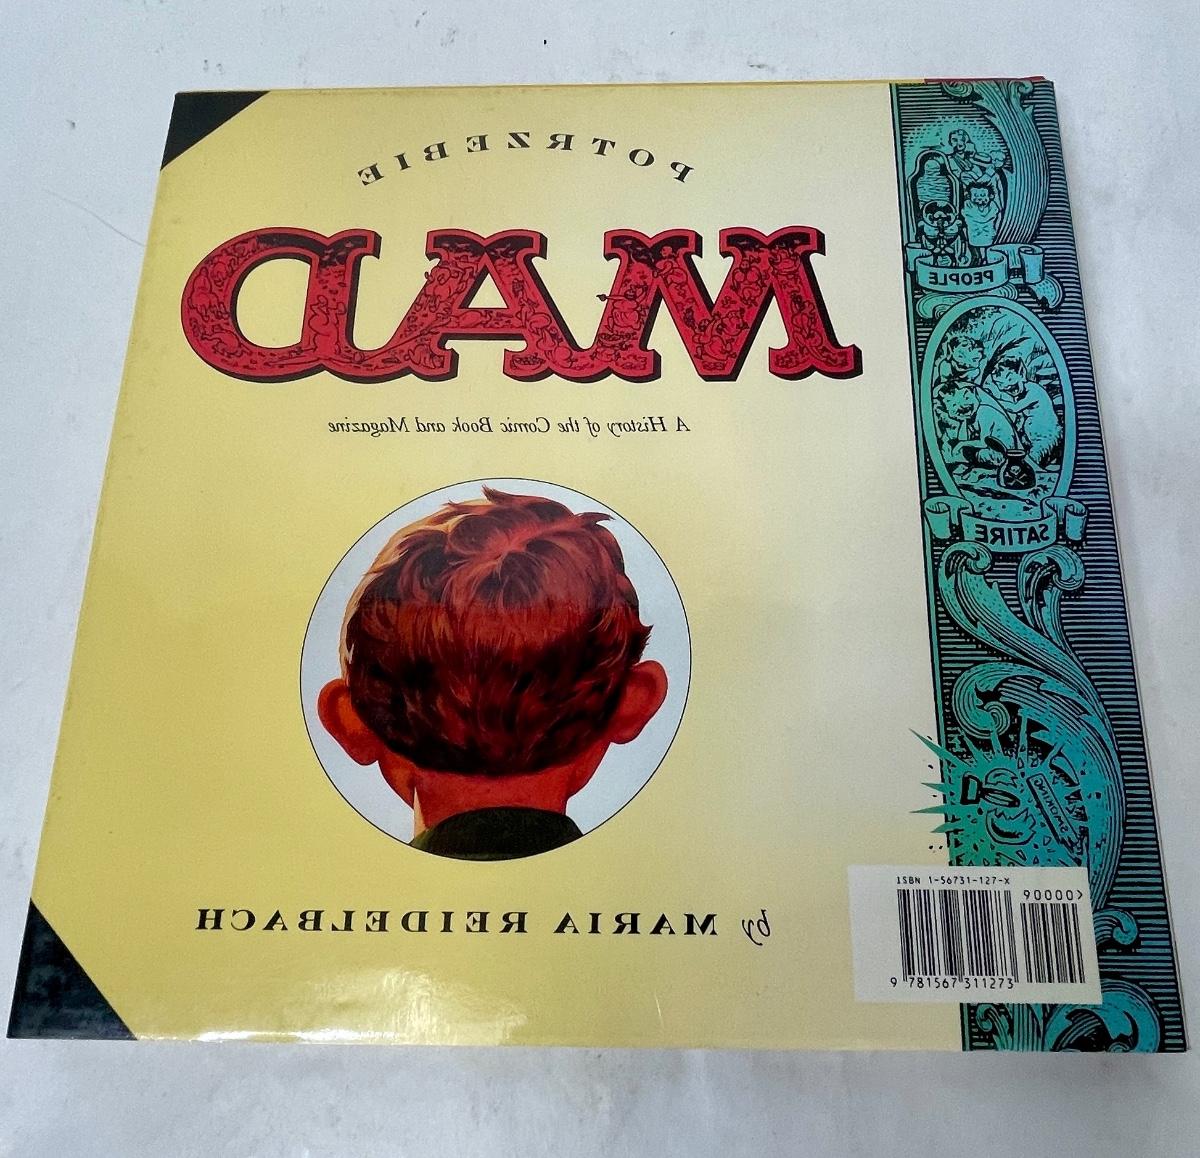 POTRZEBIE
MAD
A History of the Comic Book and Magazine
by MARIA REIDELBACH
PEOPLE
SATIRE
SMOKING
ISBN 1-56731-127-X
90000>
9 781567 311273